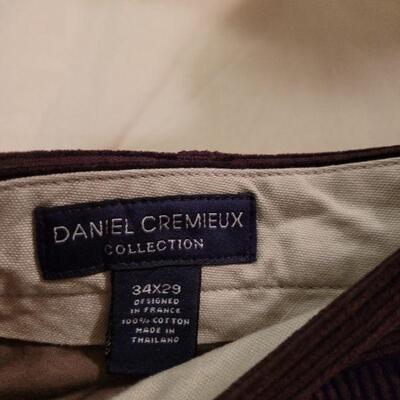 DANIEL CREMIEUX
COLLECTION
34X29
DESIGNED
IN FRANCE
100% COTTON
MADE IN
THAILAND